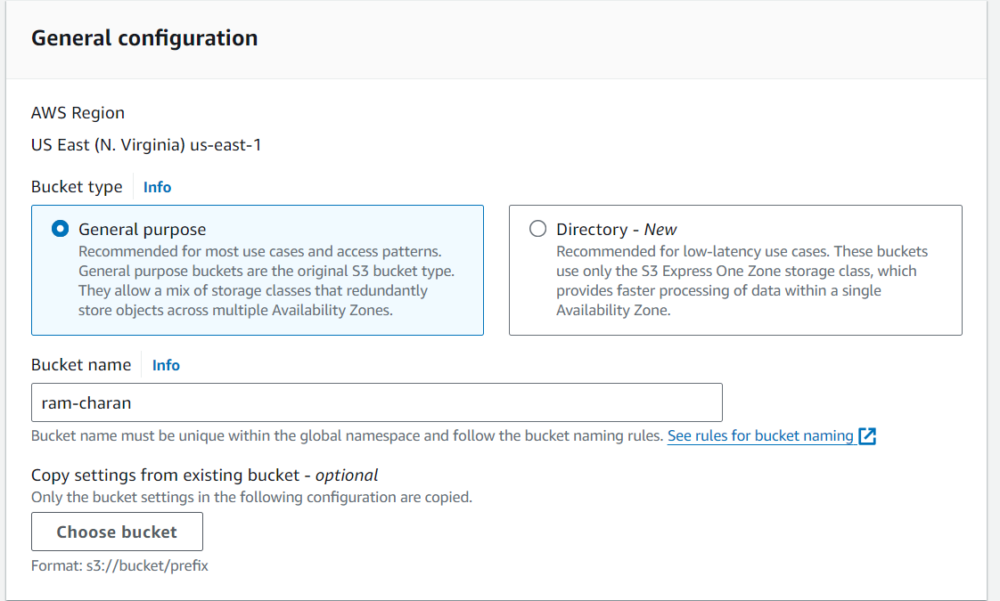 General configuration
AWS Region
US East (N. Virginia) us-east-1
Bucket type Info
General purpose
Recommended for most use cases and access patterns.
General purpose buckets are the original S3 bucket type.
They allow a mix of storage classes that redundantly
store objects across multiple Availability Zones.
Directory - New
Recommended for low-latency use cases. These buckets
use only the S3 Express One Zone storage class, which
provides faster processing of data within a single
Availability Zone.
Bucket name Info
ram-charan
Bucket name must be unique within the global namespace and follow the bucket naming rules. See rules for bucket naming
Copy settings from existing bucket - optional
Only the bucket settings in the following configuration are copied.
Choose bucket
Format: s3://bucket/prefix